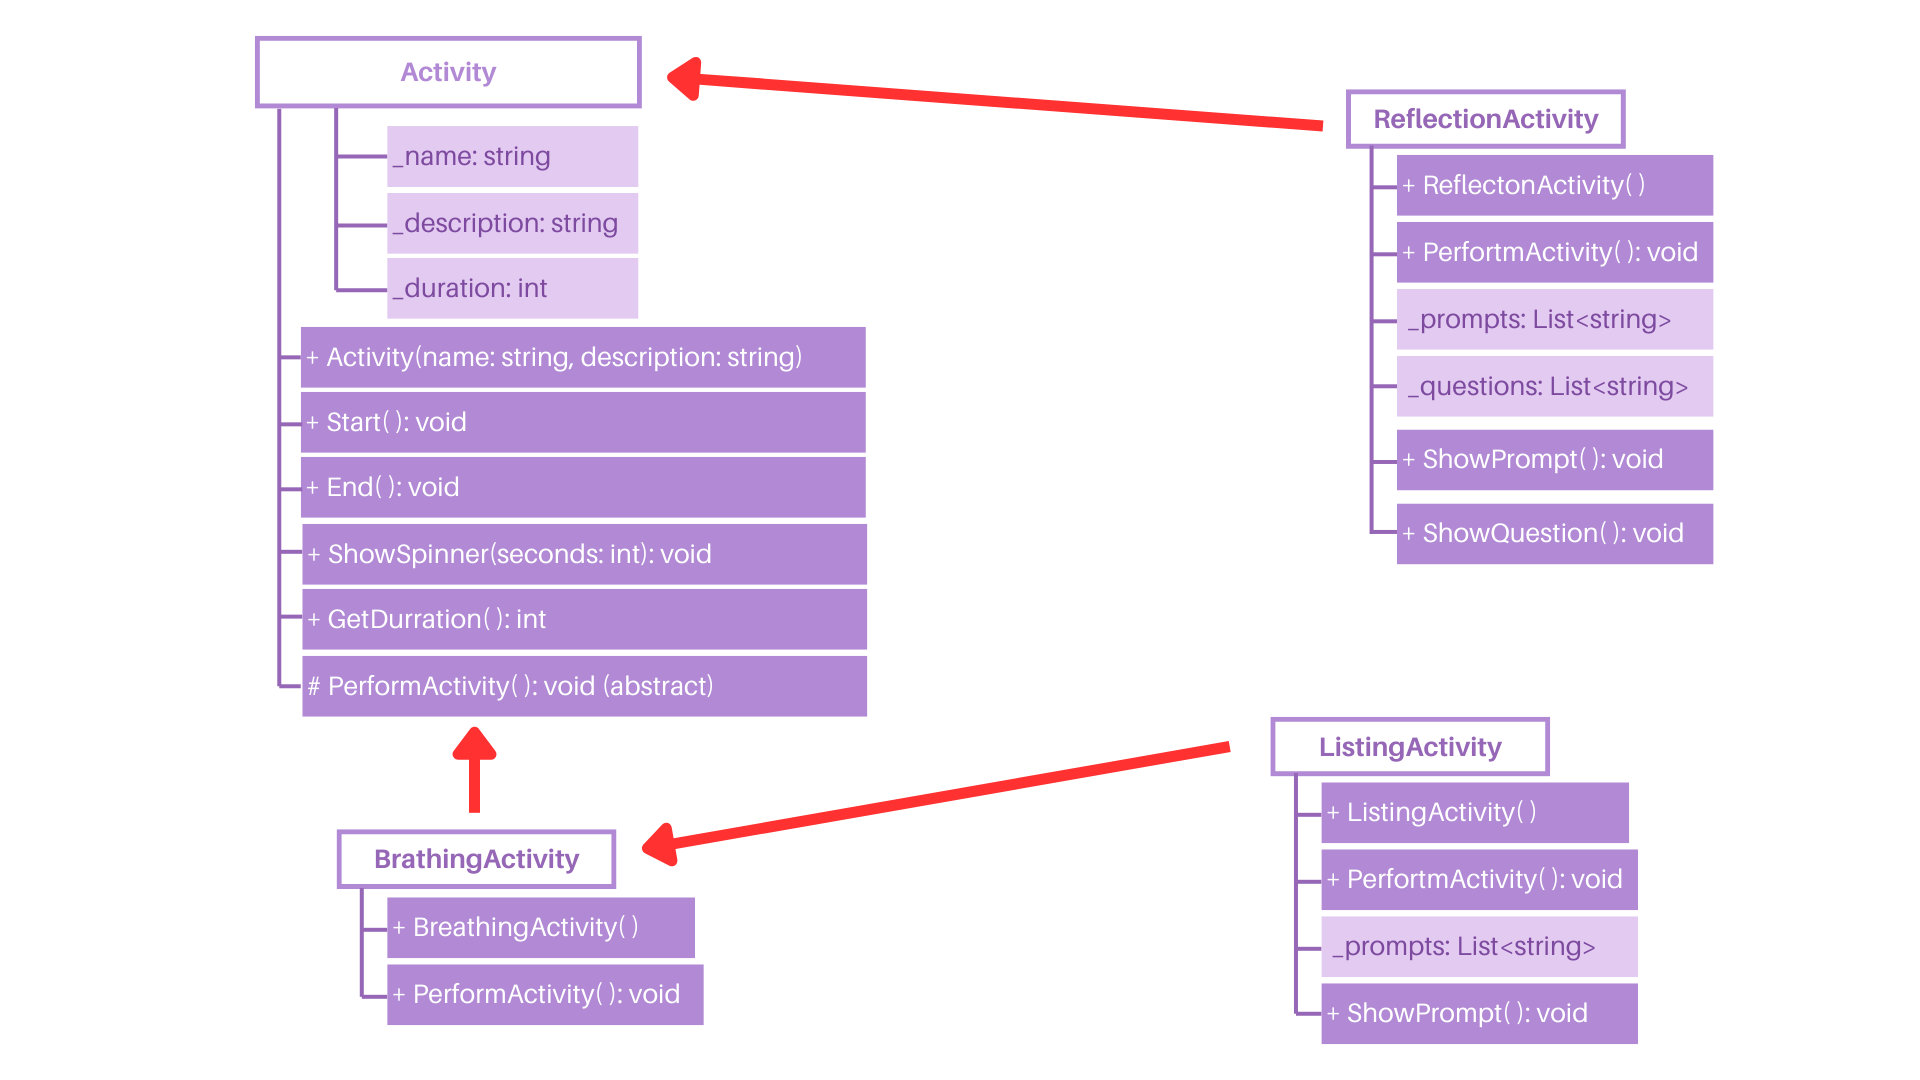 Activity
_name: string
_description: string
_duration: int
+ Activity(name: string, description: string)
+ Start( ): void
+ End( ): void
+ ShowSpinner(seconds: int): void
+ GetDurration( ): int
# PerformActivity( ): void (abstract)
BrathingActivity
+ BreathingActivity( )
+ PerformActivity( ): void
ReflectionActivity
+ ReflectonActivity( )
+ PerfortmActivity( ): void
_prompts: List<string>
_questions: List<string>
+ ShowPrompt( ): void
+ ShowQuestion( ): void
ListingActivity
+ ListingActivity( )
+ PerfortmActivity( ): void
_prompts: List<string>
+ ShowPrompt( ): void